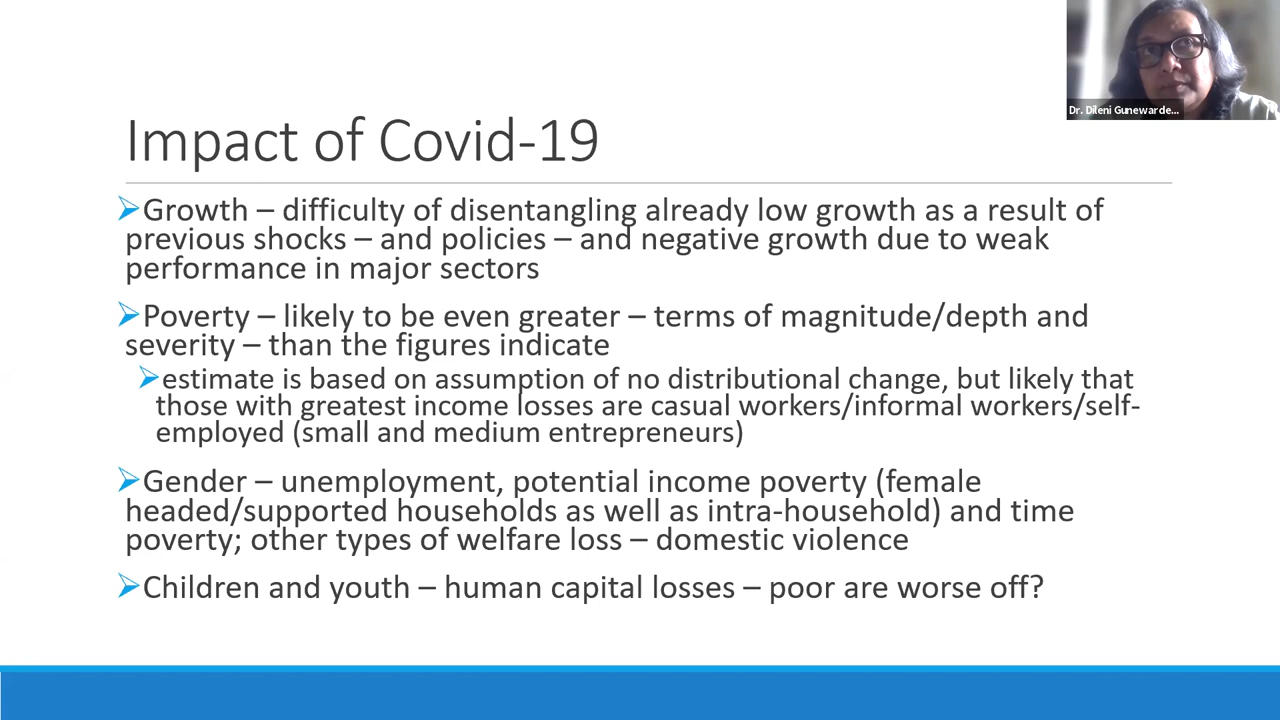 Dr. Dileni Gunewarde...
Impact of Covid-19
➢Growth – difficulty of disentangling already low growth as a result of
previous shocks – and policies – and negative growth due to weak
performance in major sectors
➢Poverty – likely to be even greater – terms of magnitude/depth and
severity – than the figures indicate
➢estimate is based on assumption of no distributional change, but likely that
those with greatest income losses are casual workers/informal workers/self-
employed (small and medium entrepreneurs)
➢Gender – unemployment, potential income poverty (female
headed/supported households as well as intra-household) and time
poverty; other types of welfare loss – domestic violence
➢Children and youth – human capital losses – poor are worse off?